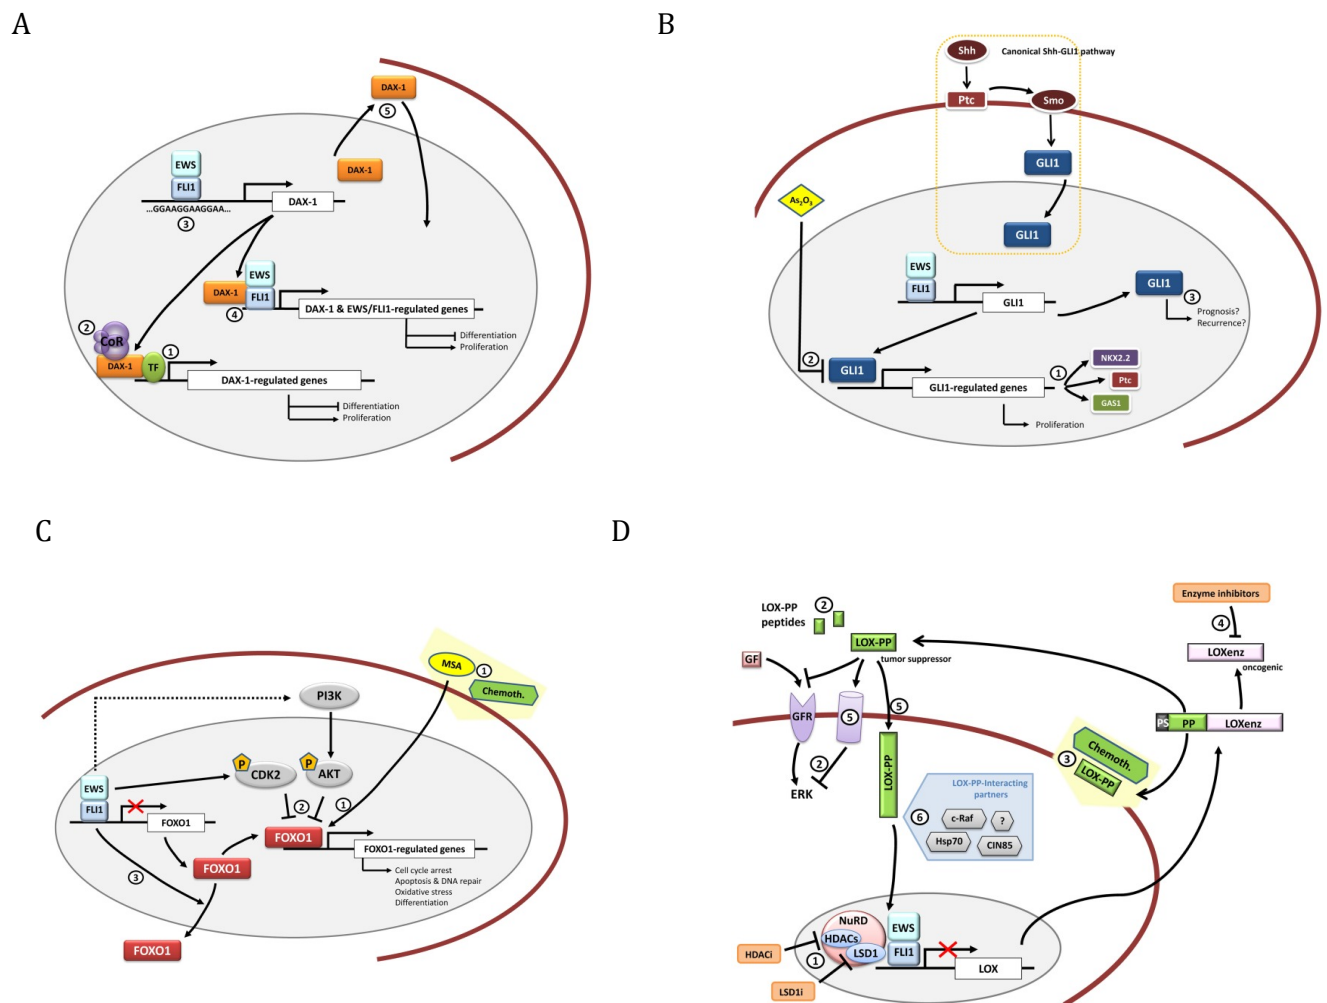 A
DAX-1
5
DAX-1
EWS
FLI1
DAX-1
...GGAAGGAAGGAA...
3
EWS
DAX-1
FLI1
4
DAX-1 & EWS/FLI1-regulated genes
Differentiation
Proliferation
2
CoR
1
DAX-1
TF
DAX-1-regulated genes
Differentiation
Proliferation
B
Shh
Canonical Shh-GLI1 pathway
Ptc
Smo
GLI1
As₂O₃
GLI1
EWS
FLI1
GLI1
GLI1
3
Prognosis?
Recurrence?
2
GLI1
GLI1-regulated genes
1
NKX2.2
Ptc
GAS1
Proliferation
C
MSA
1
Chemoth.
PI3K
P
CDK2
P
AKT
EWS
FLI1
FOXO1
2
1
FOXO1
FOXO1-regulated genes
FOXO1
3
Cell cycle arrest
Apoptosis & DNA repair
Oxidative stress
Differentiation
FOXO1
D
LOX-PP
peptides
2
LOX-PP
tumor suppressor
GF
GFR
5
5
2
ERK
LOX-PP
Enzyme inhibitors
4
LOXenz
oncogenic
PS
PP
LOXenz
Chemoth.
3
LOX-PP
LOX-PP-Interacting
partners
6
c-Raf
?
Hsp70
CIN85
NuRD
HDACs
LSD1
EWS
FLI1
LOX
HDACi
1
LSD1i